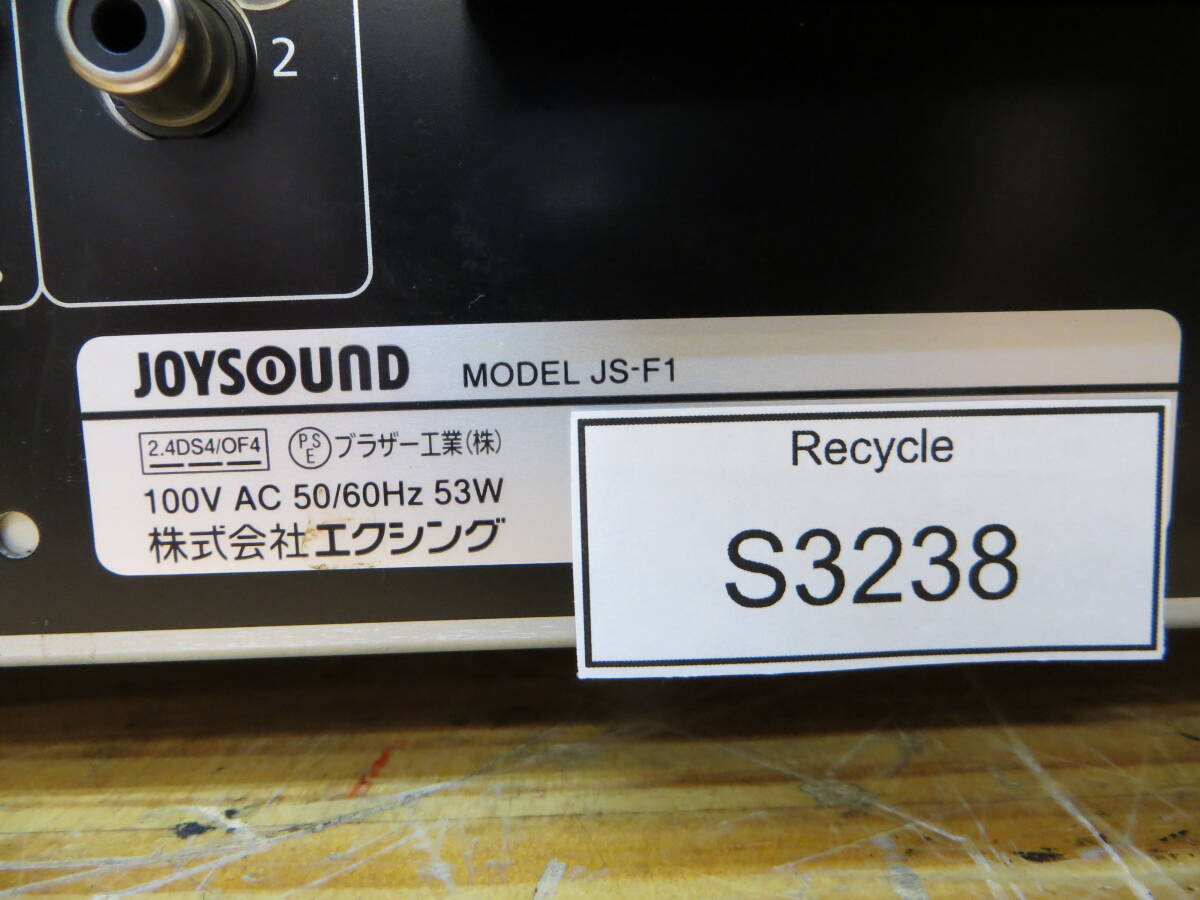 2
JOYSOUND MODEL JS-F1
2.4DS4/OF4 PSE ブラザー工業(株)
100V AC 50/60Hz 53W
株式会社エクシング
Recycle
S3238